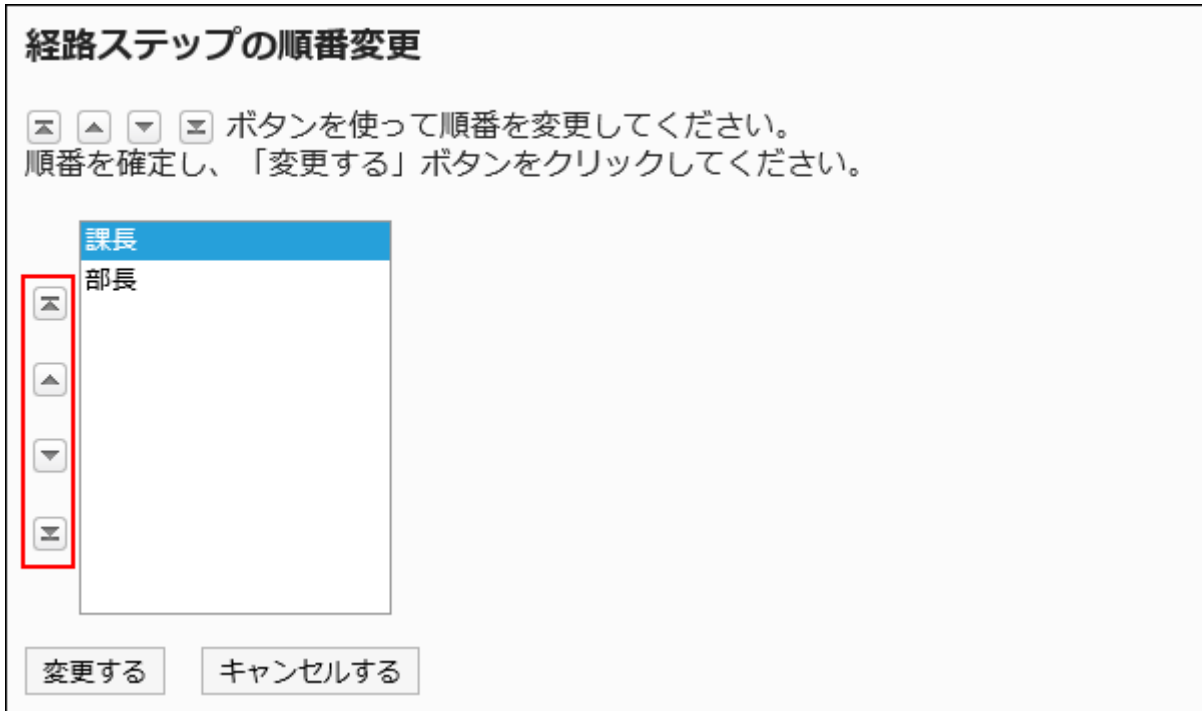 経路ステップの順番変更
ボタンを使って順番を変更してください。
順番を確定し、「変更する」ボタンをクリックしてください。
課長
部長
変更する
キャンセルする